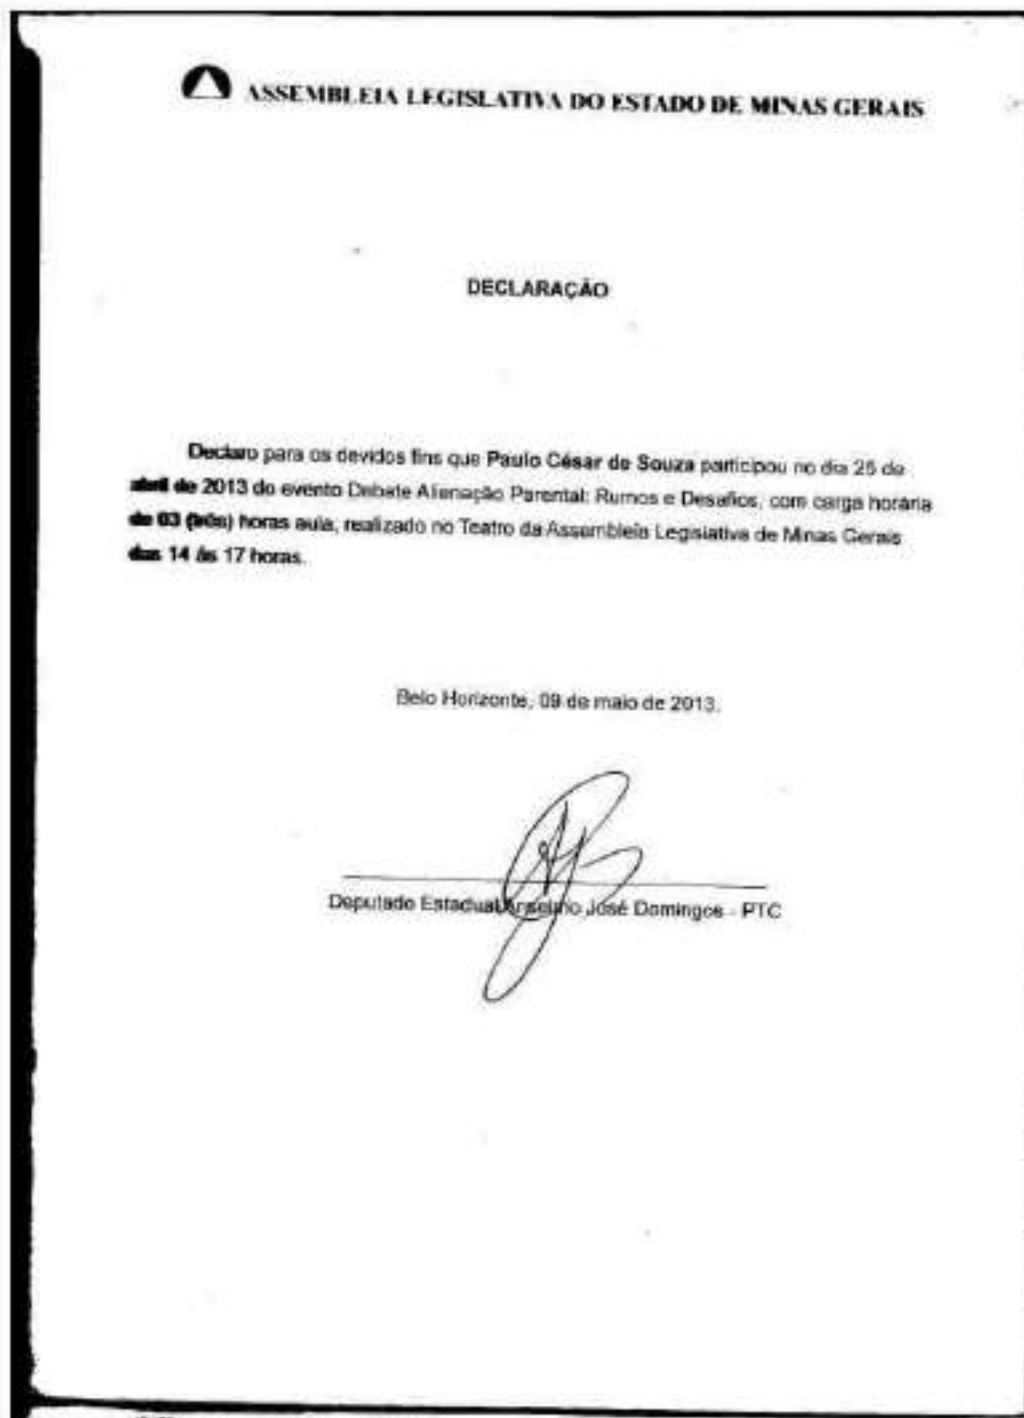 ASSEMBLEIA LEGISLATIVA DO ESTADO DE MINAS GERAIS
DECLARAÇÃO
Declaro para os devidos fins que Paulo César de Souza participou no dia 25 de
abril de 2013 do evento Debate Alienação Parental: Rumos e Desafios, com carga horária
de 03 (três) horas aula, realizado no Teatro da Assembleia Legislativa de Minas Gerais
das 14 às 17 horas.
Belo Horizonte, 09 de maio de 2013.
Deputado Estadual Anselmo José Domingos - PTC